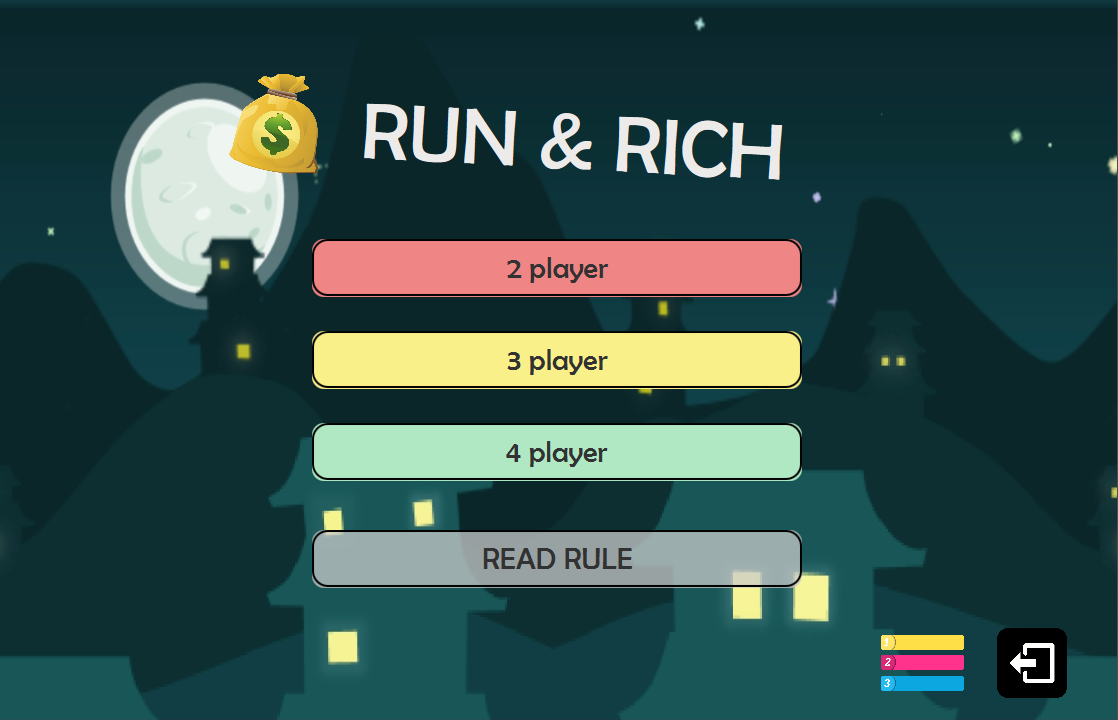 $
RUN & RICH
2 player
3 player
4 player
READ RULE
1
2
3